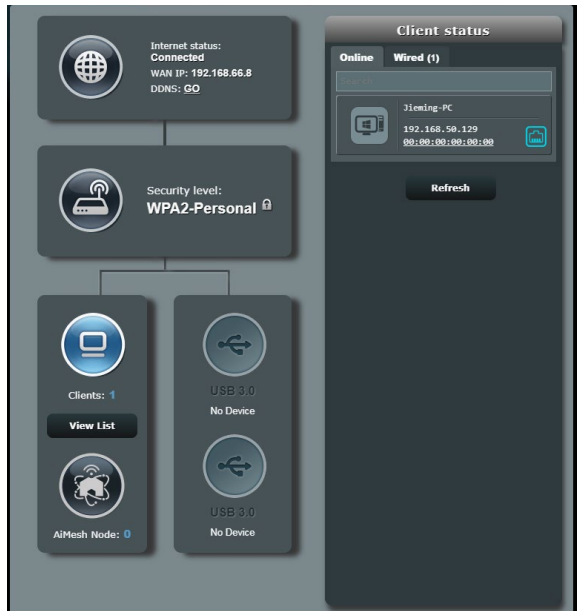 Internet status:
Connected
WAN IP: 192.168.66.8
DDNS: GO
Security level:
WPA2-Personal
Clients: 1
View List
AiMesh Node: 0
USB 3.0
No Device
USB 3.0
No Device
Client status
Online Wired (1)
Search
Jieming-PC
192.168.50.129
00:00:00:00:00:00
Refresh